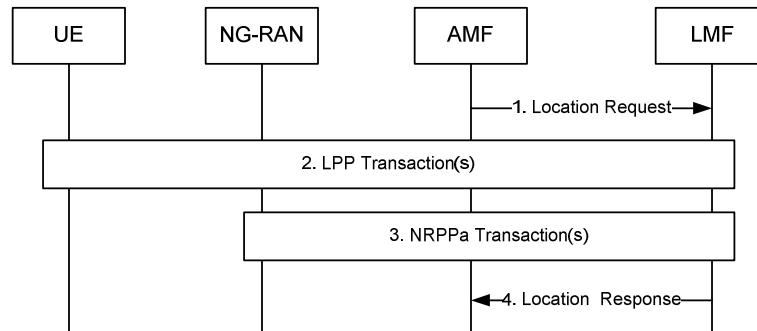 UE
NG-RAN
AMF
LMF
1. Location Request
2. LPP Transaction(s)
3. NRPPa Transaction(s)
4. Location Response